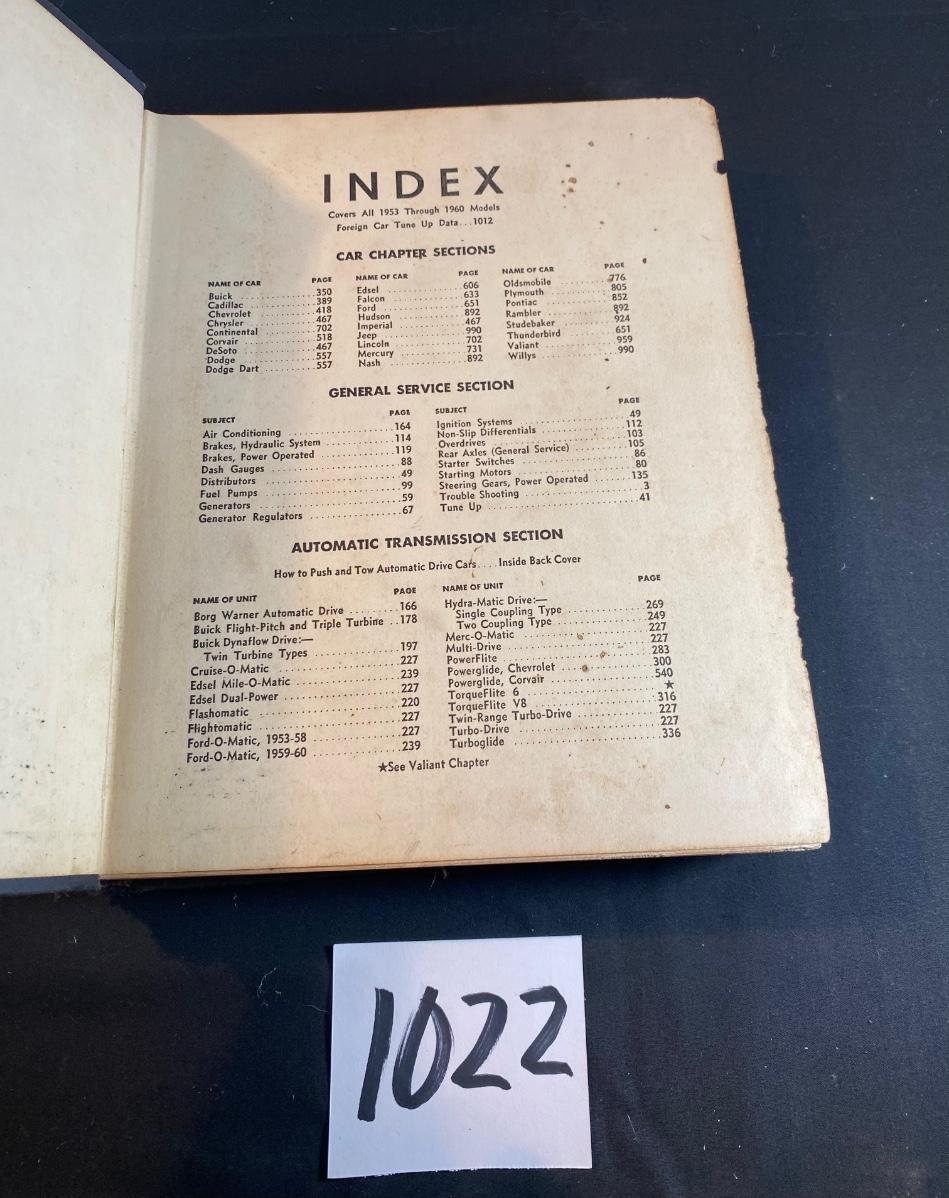 INDEX
Covers All 1953 Through 1960 Models
Foreign Car Tune Up Data...1012
CAR CHAPTER SECTIONS
NAME OF CAR PAGE
Buick 350
Cadillac 389
Chevrolet 418
Chrysler 467
Continental 702
Corvair 518
DeSoto 467
Dodge 557
Dodge Dart 557
NAME OF CAR PAGE
Edsel 606
Falcon 633
Ford 651
Hudson 892
Imperial 467
Jeep 990
Lincoln 702
Mercury 731
Nash 892
NAME OF CAR PAGE
Oldsmobile 776
Plymouth 805
Pontiac 852
Rambler 892
Studebaker 924
Thunderbird 651
Valiant 959
Willys 990
GENERAL SERVICE SECTION
SUBJECT PAGE
Air Conditioning 164
Brakes, Hydraulic System 114
Brakes, Power Operated 119
Dash Gauges 88
Distributors 49
Fuel Pumps 99
Generators 59
Generator Regulators 67
SUBJECT PAGE
Ignition Systems 49
Non-Slip Differentials 112
Overdrives 103
Rear Axles (General Service) 105
Starter Switches 86
Starting Motors 80
Steering Gears, Power Operated 135
Trouble Shooting 3
Tune Up 41
AUTOMATIC TRANSMISSION SECTION
How to Push and Tow Automatic Drive Cars....Inside Back Cover
NAME OF UNIT PAGE
Borg Warner Automatic Drive 166
Buick Flight-Pitch and Triple Turbine 178
Buick Dynaflow Drive:—
Twin Turbine Types 197
Cruise-O-Matic 227
Edsel Mile-O-Matic 239
Edsel Dual-Power 227
Flashomatic 220
Flightomatic 227
Ford-O-Matic, 1953-58 227
Ford-O-Matic, 1959-60 239
NAME OF UNIT PAGE
Hydra-Matic Drive:—
Single Coupling Type 269
Two Coupling Type 249
Merc-O-Matic 227
Multi-Drive 227
PowerFlite 283
Powerglide, Chevrolet 300
Powerglide, Corvair 540
TorqueFlite 6 ★
TorqueFlite V8 316
Twin-Range Turbo-Drive 227
Turbo-Drive 227
Turboglide 336
★See Valiant Chapter
1022